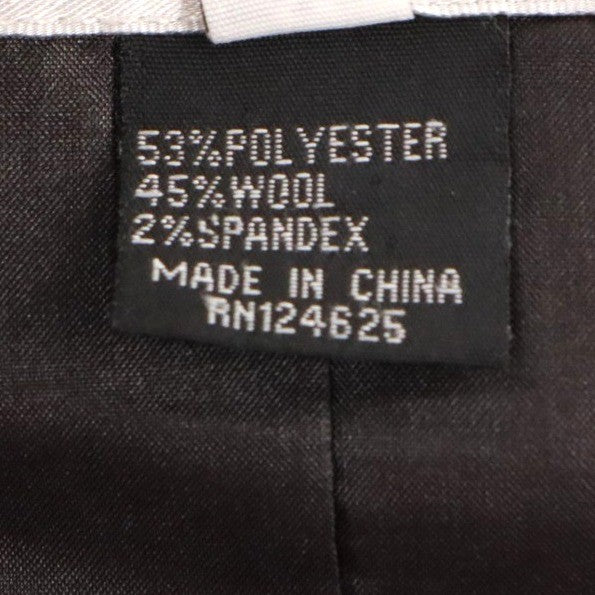 53%POLYESTER
45%WOOL
2%SPANDEX
MADE IN CHINA
RN124625